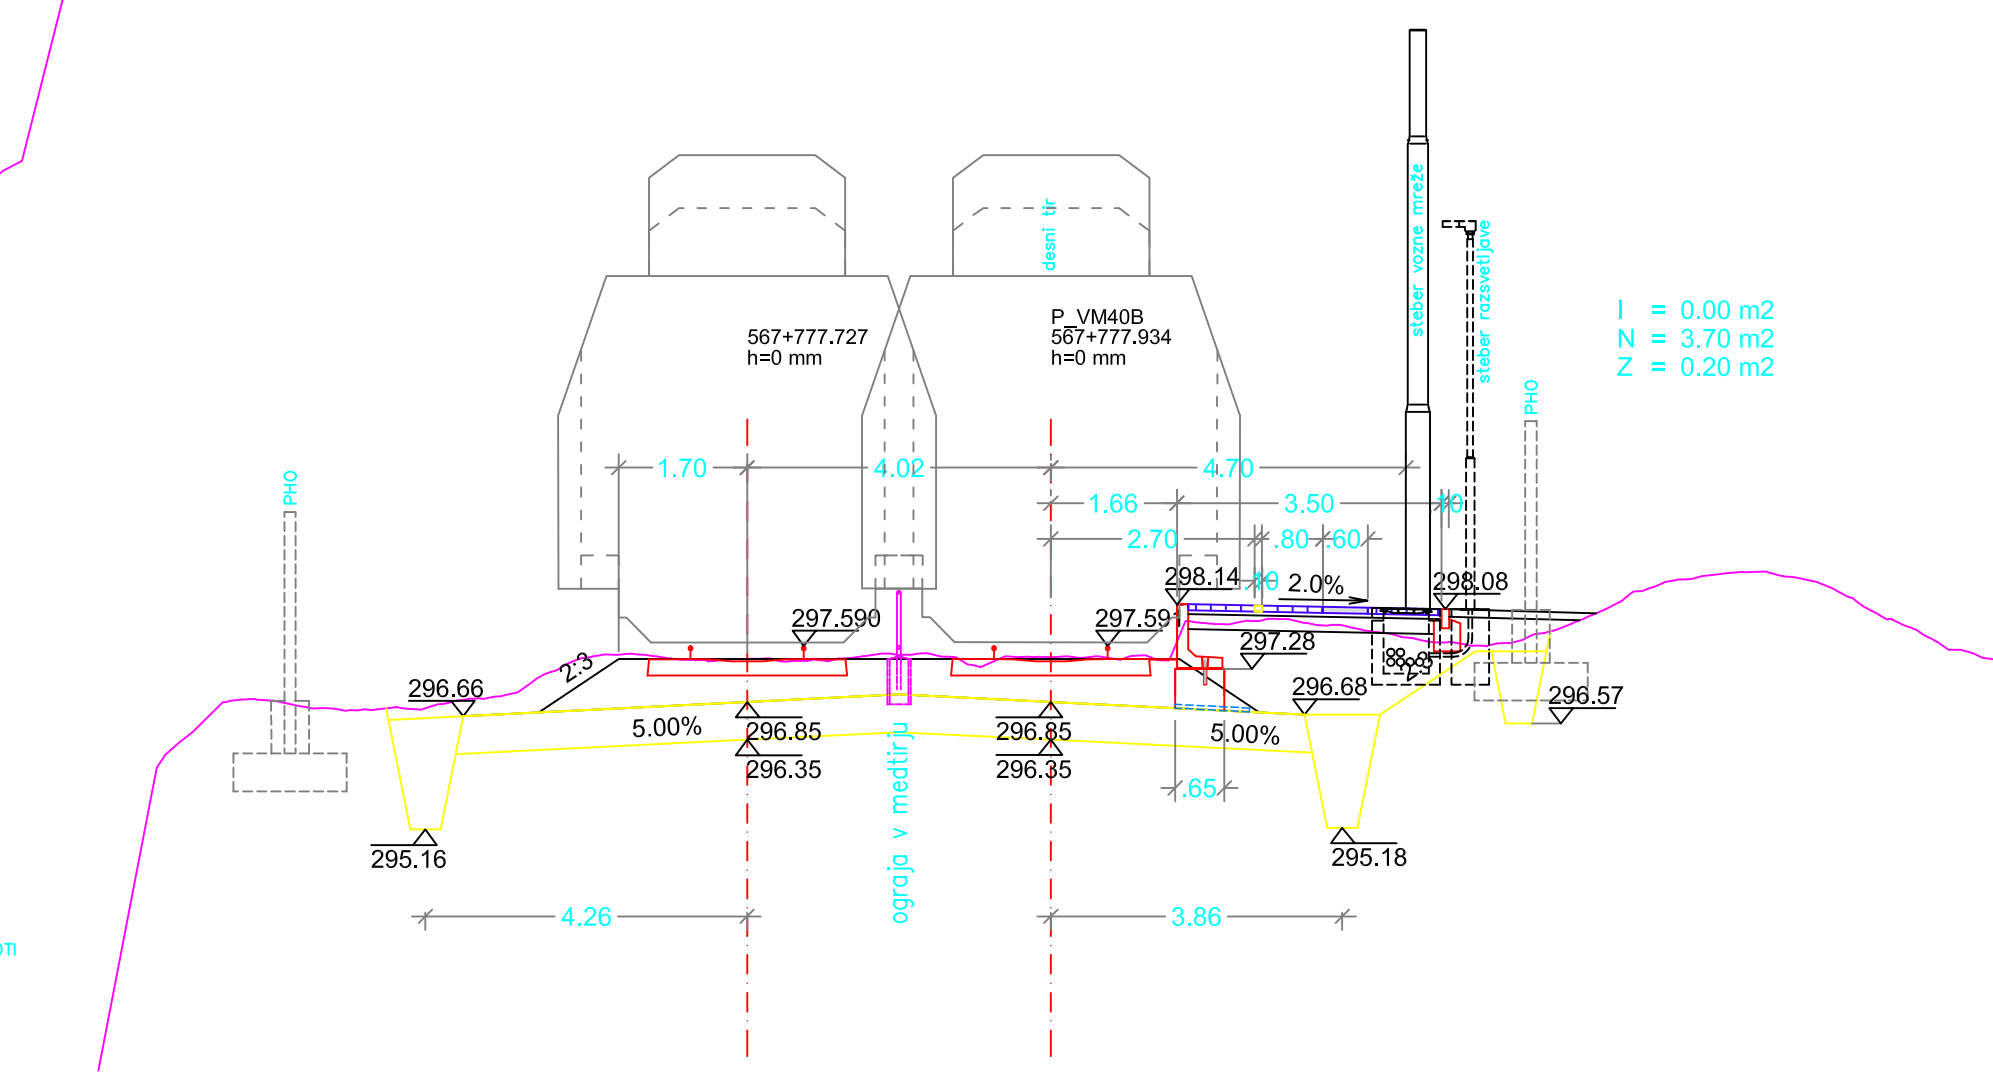 desni tir
steber vozne mreže
steber razsvetljave
P_VM40B
567+777.727
h=0 mm
567+777.934
h=0 mm
I = 0.00 m2
N = 3.70 m2
Z = 0.20 m2
PHO
PHO
1.70
4.02
4.70
1.66
3.50
10
2.70
.80
.60
10
298.14
2.0%
298.08
297.590
297.59
297.28
2:3
296.66
296.68
296.57
5.00%
296.85
296.85
5.00%
296.35
296.35
.65
ograja v medtirju
295.16
295.18
4.26
3.86